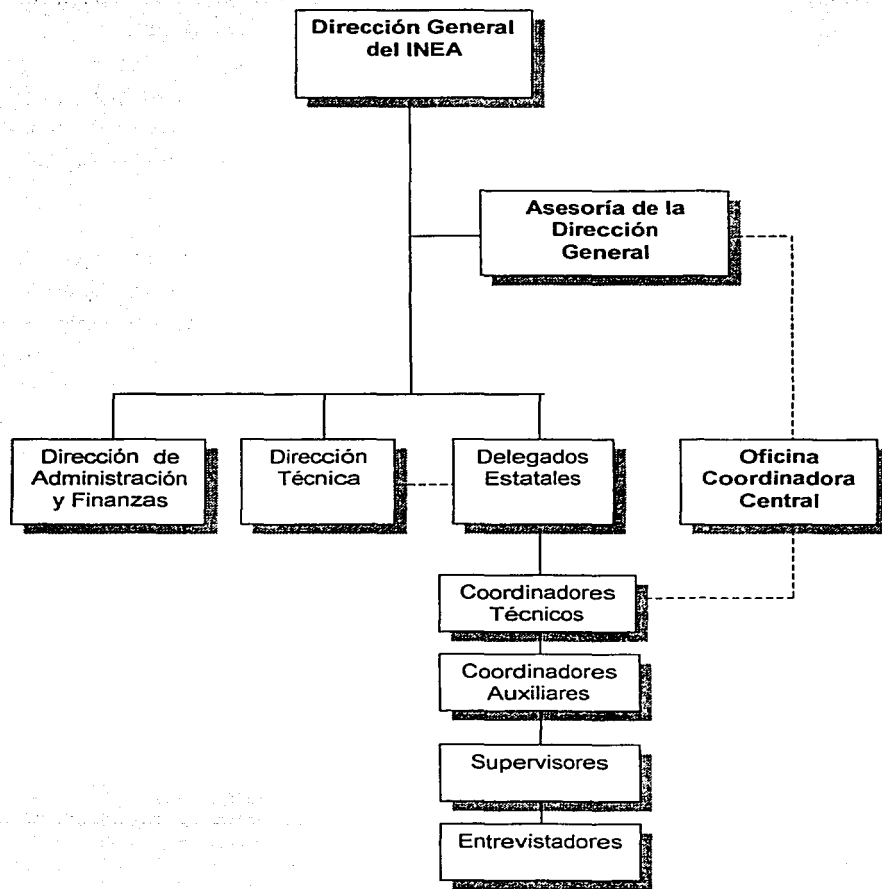 Dirección General
del INEA
Asesoría de la
Dirección
General
Dirección de
Administración
y Finanzas
Dirección
Técnica
Delegados
Estatales
Oficina
Coordinadora
Central
Coordinadores
Técnicos
Coordinadores
Auxiliares
Supervisores
Entrevistadores